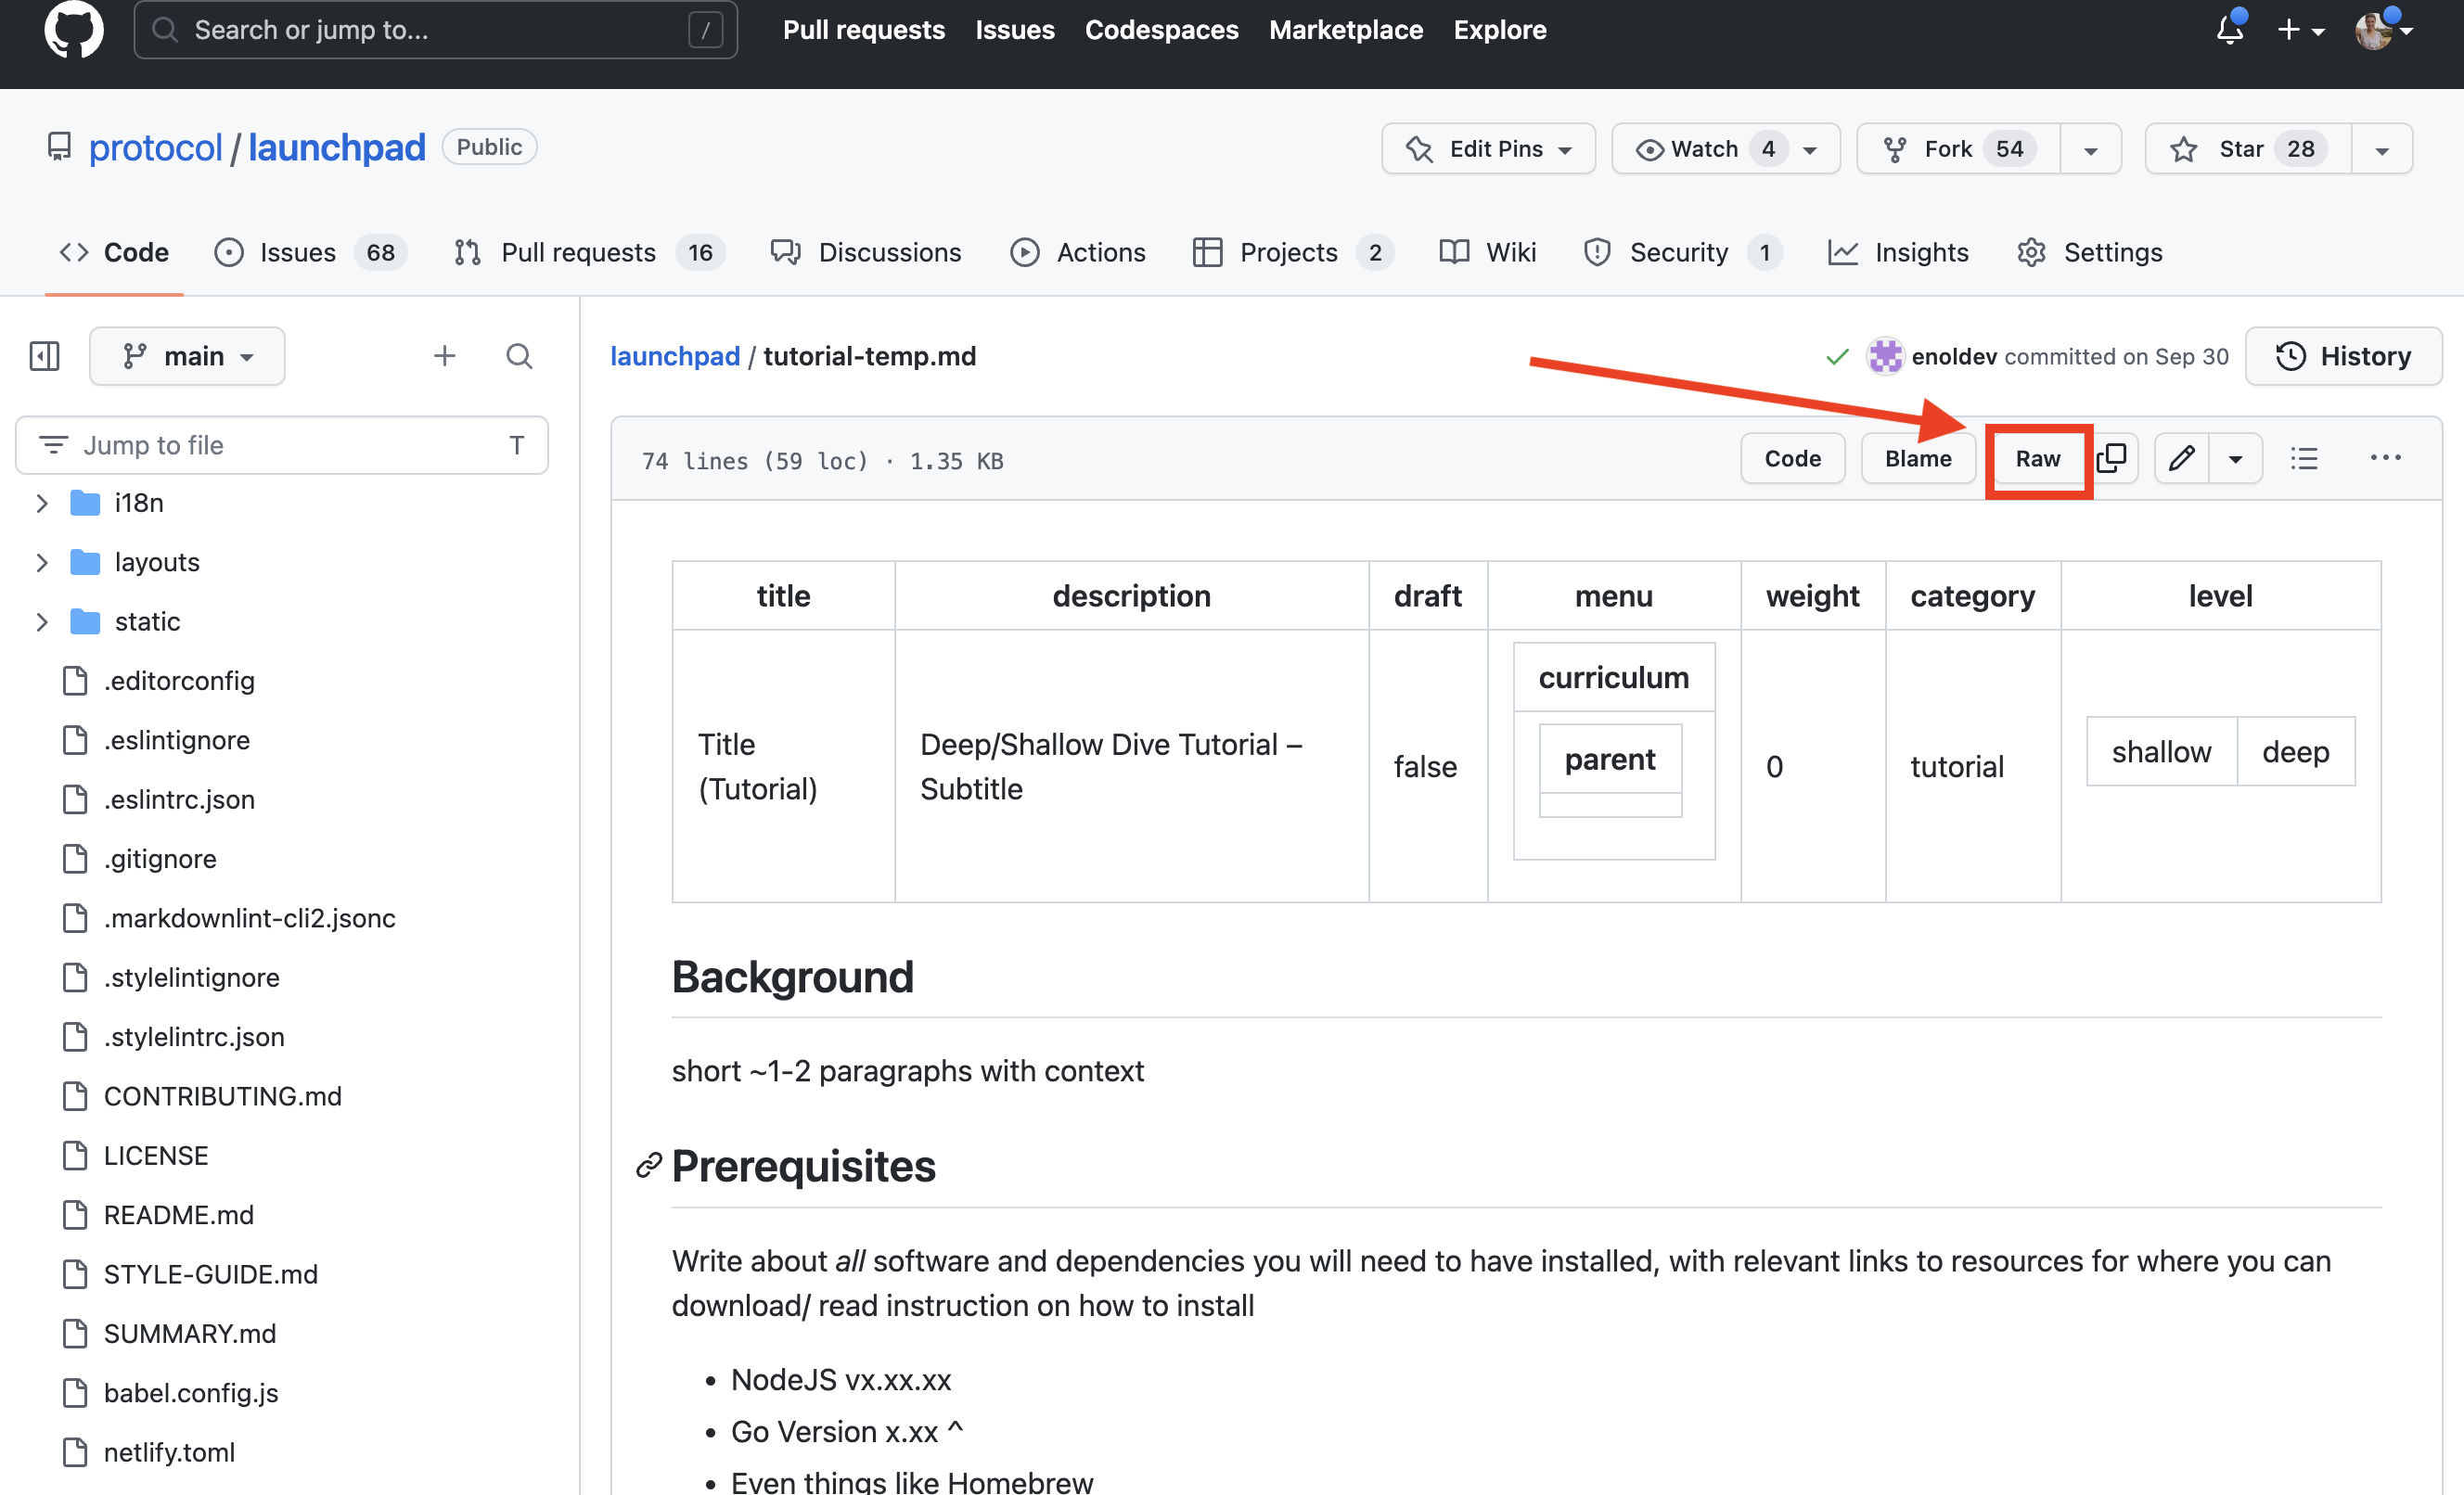 Search or jump to... /
Pull requests Issues Codespaces Marketplace Explore
protocol / launchpad Public
Edit Pins Watch 4 Fork 54 Star 28
Code Issues 68 Pull requests 16 Discussions Actions Projects 2 Wiki Security 1 Insights Settings
main
Jump to file T
i18n
layouts
static
.editorconfig
.eslintignore
.eslintrc.json
.gitignore
.markdownlint-cli2.jsonc
.stylelintignore
.stylelintrc.json
CONTRIBUTING.md
LICENSE
README.md
STYLE-GUIDE.md
SUMMARY.md
babel.config.js
netlify.toml
launchpad / tutorial-temp.md
enoldev committed on Sep 30 History
74 lines (59 loc) · 1.35 KB
Code Blame Raw
title description draft menu weight category level
Title
(Tutorial)
Deep/Shallow Dive Tutorial –
Subtitle
false
curriculum
parent
0
tutorial
shallow deep
Background
short ~1-2 paragraphs with context
Prerequisites
Write about all software and dependencies you will need to have installed, with relevant links to resources for where you can
download/ read instruction on how to install
• NodeJS vx.xx.xx
• Go Version x.xx ^
• Even things like Homebrew